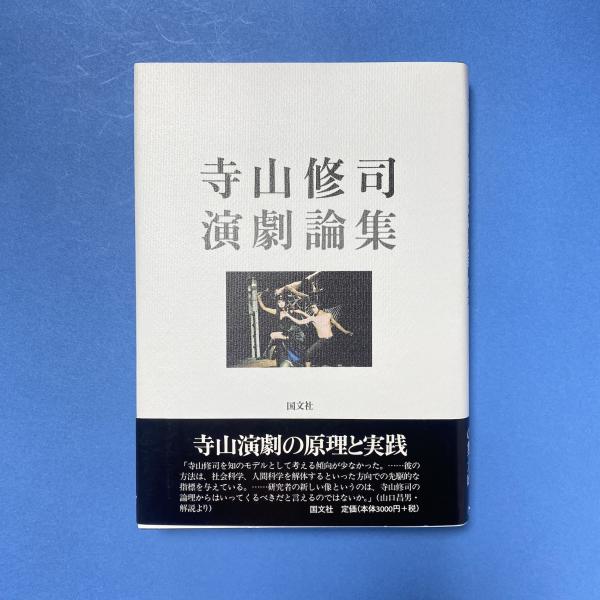 寺山修司
演劇論集
国文社
寺山演劇の原理と実践
「寺山修司を知のモデルとして考える傾向が少なかった。……彼の
方法は、社会科学、人間科学を解体するといった方向での先駆的な
指標を与えている。……研究者の新しい像というのは、寺山修司の
論理からはいってくるべきだと言えるのではないか。」（山口昌男・
解説より）
国文社　定価（本体3000円＋税）